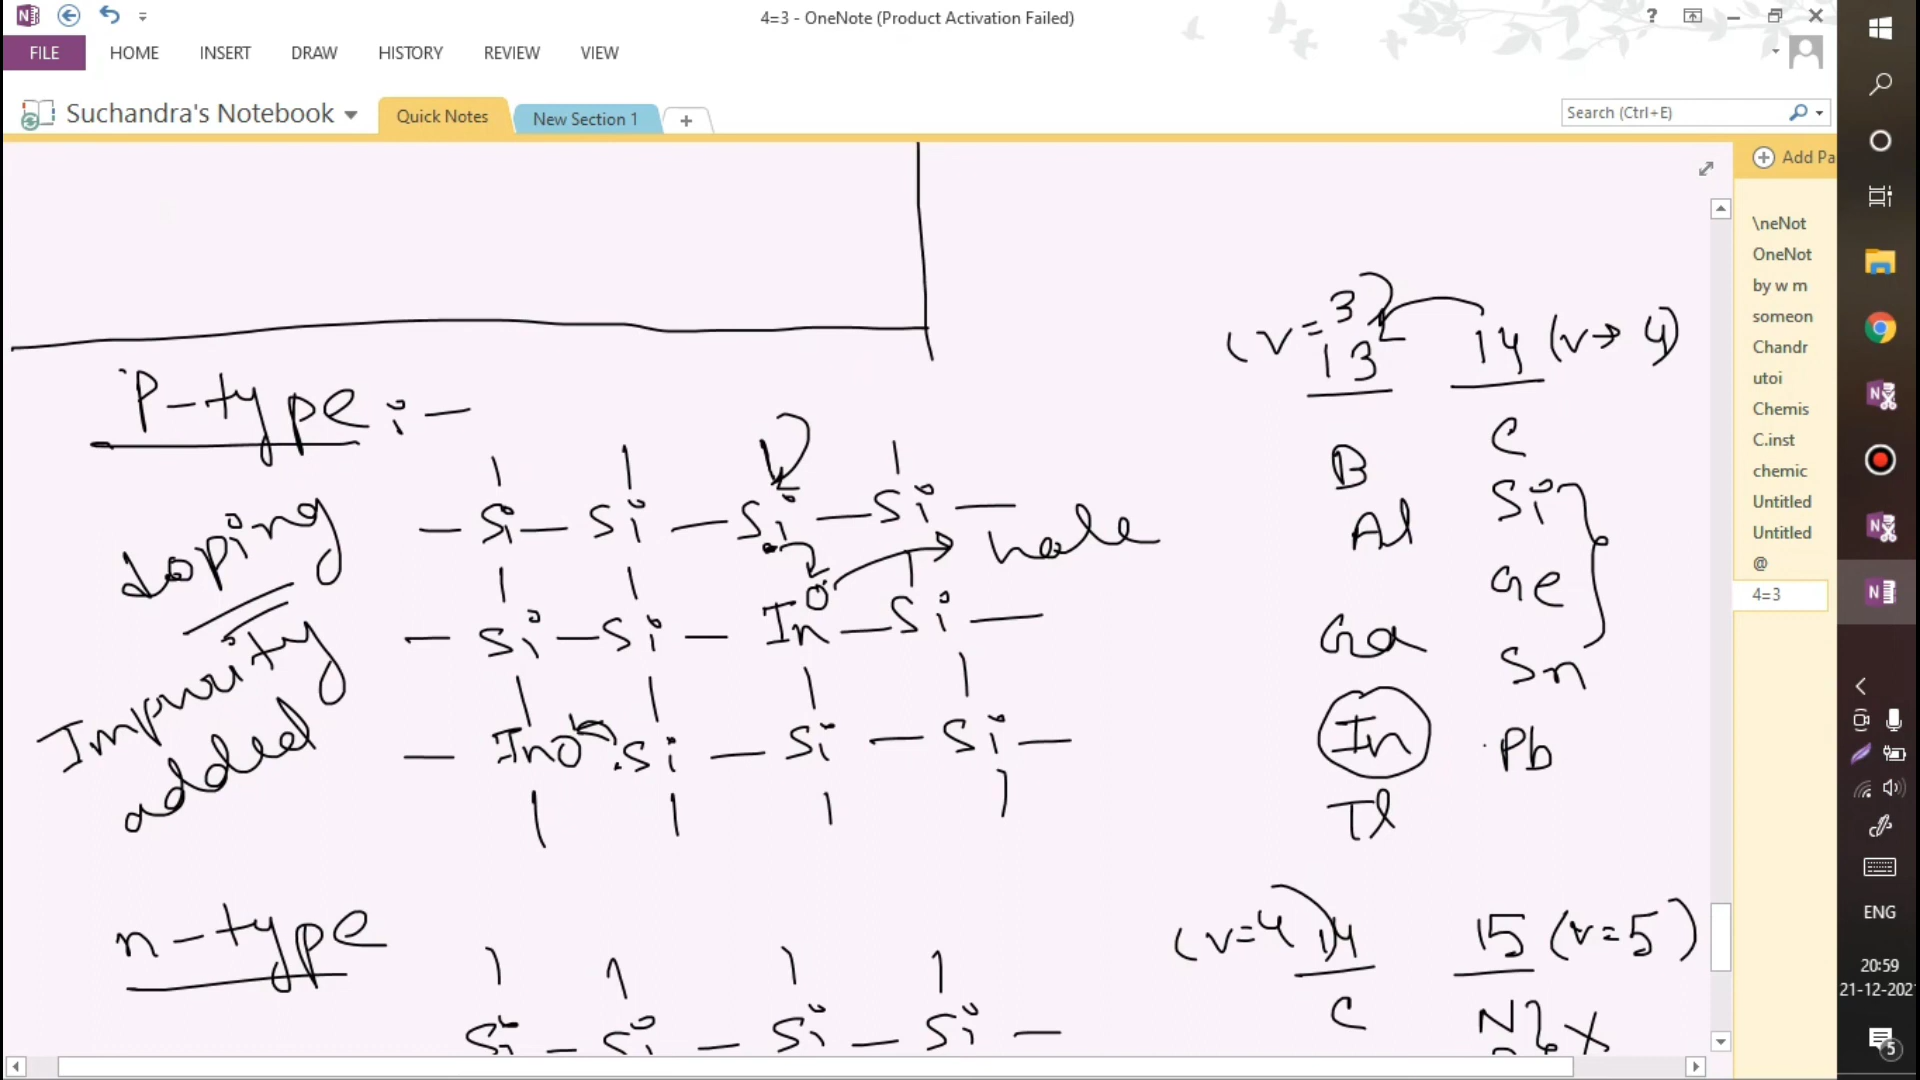 4=3 - OneNote (Product Activation Failed)
FILE HOME INSERT DRAW HISTORY REVIEW VIEW
Suchandra's Notebook
Quick Notes
New Section 1
Search (Ctrl+E)
Add Pa
\neNot
OneNot
by w m
someon
Chandr
utoi
Chemis
C.inst
chemic
Untitled
Untitled
@
4=3
P-type :-
doping
Impurity
added
Si - Si - Si - Si -
hole
- Si - Si - In - Si -
- In Si - Si - Si -
(v=3
13 14 (v→4)
B C
Al Si
Ga Ge
In Sn
Tl Pb
n-type
Si - Si - Si - Si -
(v=4 14 15 (v=5)
C N
X
ENG
20:59
21-12-202
5